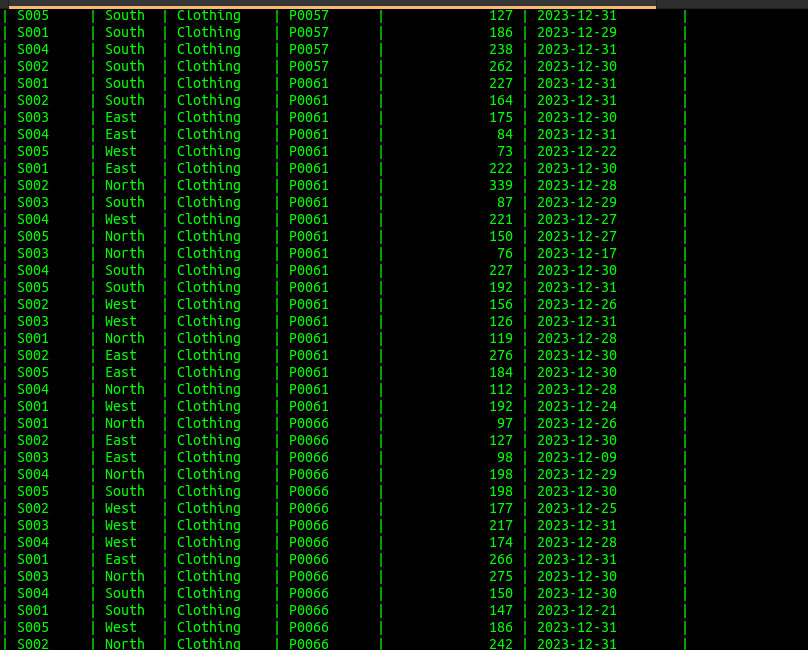 | S005 | South | Clothing | P0057 | 127 | 2023-12-31 |
| S001 | South | Clothing | P0057 | 186 | 2023-12-29 |
| S004 | South | Clothing | P0057 | 238 | 2023-12-31 |
| S002 | South | Clothing | P0057 | 262 | 2023-12-30 |
| S001 | South | Clothing | P0061 | 227 | 2023-12-31 |
| S002 | South | Clothing | P0061 | 164 | 2023-12-31 |
| S003 | East | Clothing | P0061 | 175 | 2023-12-30 |
| S004 | East | Clothing | P0061 | 84 | 2023-12-31 |
| S005 | West | Clothing | P0061 | 73 | 2023-12-22 |
| S001 | East | Clothing | P0061 | 222 | 2023-12-30 |
| S002 | North | Clothing | P0061 | 339 | 2023-12-28 |
| S003 | South | Clothing | P0061 | 87 | 2023-12-29 |
| S004 | West | Clothing | P0061 | 221 | 2023-12-27 |
| S005 | North | Clothing | P0061 | 150 | 2023-12-27 |
| S003 | North | Clothing | P0061 | 76 | 2023-12-17 |
| S004 | South | Clothing | P0061 | 227 | 2023-12-30 |
| S005 | South | Clothing | P0061 | 192 | 2023-12-31 |
| S002 | West | Clothing | P0061 | 156 | 2023-12-26 |
| S003 | West | Clothing | P0061 | 126 | 2023-12-31 |
| S001 | North | Clothing | P0061 | 119 | 2023-12-28 |
| S002 | East | Clothing | P0061 | 276 | 2023-12-30 |
| S005 | East | Clothing | P0061 | 184 | 2023-12-30 |
| S004 | North | Clothing | P0061 | 112 | 2023-12-28 |
| S001 | West | Clothing | P0061 | 192 | 2023-12-24 |
| S001 | North | Clothing | P0066 | 97 | 2023-12-26 |
| S002 | East | Clothing | P0066 | 127 | 2023-12-30 |
| S003 | East | Clothing | P0066 | 98 | 2023-12-09 |
| S004 | North | Clothing | P0066 | 198 | 2023-12-29 |
| S005 | South | Clothing | P0066 | 198 | 2023-12-30 |
| S002 | West | Clothing | P0066 | 177 | 2023-12-25 |
| S003 | West | Clothing | P0066 | 217 | 2023-12-31 |
| S004 | West | Clothing | P0066 | 174 | 2023-12-28 |
| S001 | East | Clothing | P0066 | 266 | 2023-12-31 |
| S003 | North | Clothing | P0066 | 275 | 2023-12-30 |
| S004 | South | Clothing | P0066 | 150 | 2023-12-30 |
| S001 | South | Clothing | P0066 | 147 | 2023-12-21 |
| S005 | West | Clothing | P0066 | 186 | 2023-12-31 |
| S002 | North | Clothing | P0066 | 242 | 2023-12-31 |